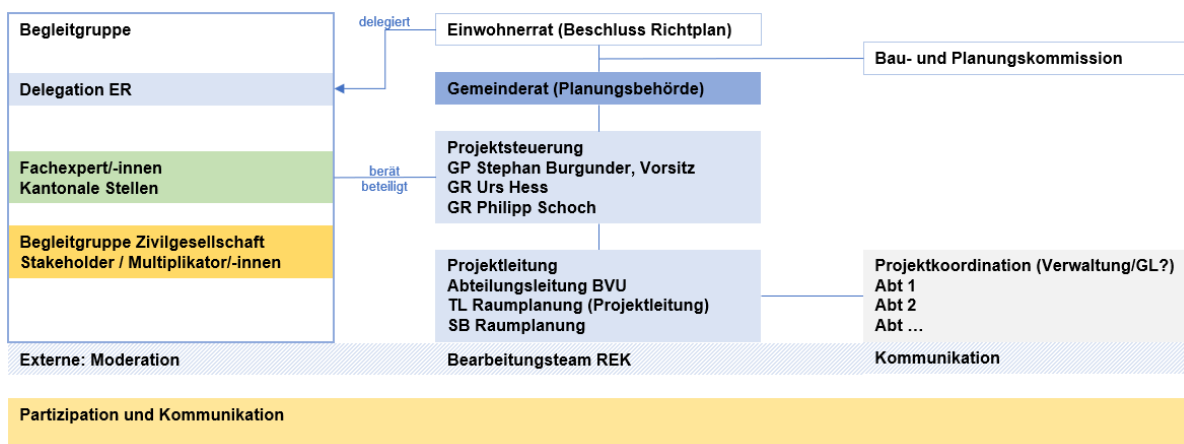 Begleitgruppe
Delegation ER
Fachexpert/-innen
Kantonale Stellen
Begleitgruppe Zivilgesellschaft
Stakeholder / Multiplikator/-innen
delegiert
berät
beteiligt
Einwohnerrat (Beschluss Richtplan)
Bau- und Planungskommission
Gemeinderat (Planungsbehörde)
Projektsteuerung
GP Stephan Burgunder, Vorsitz
GR Urs Hess
GR Philipp Schoch
Projektleitung
Abteilungsleitung BVU
TL Raumplanung (Projektleitung)
SB Raumplanung
Projektkoordination (Verwaltung/GL?)
Abt 1
Abt 2
Abt …
Externe: Moderation
Bearbeitungsteam REK
Kommunikation
Partizipation und Kommunikation